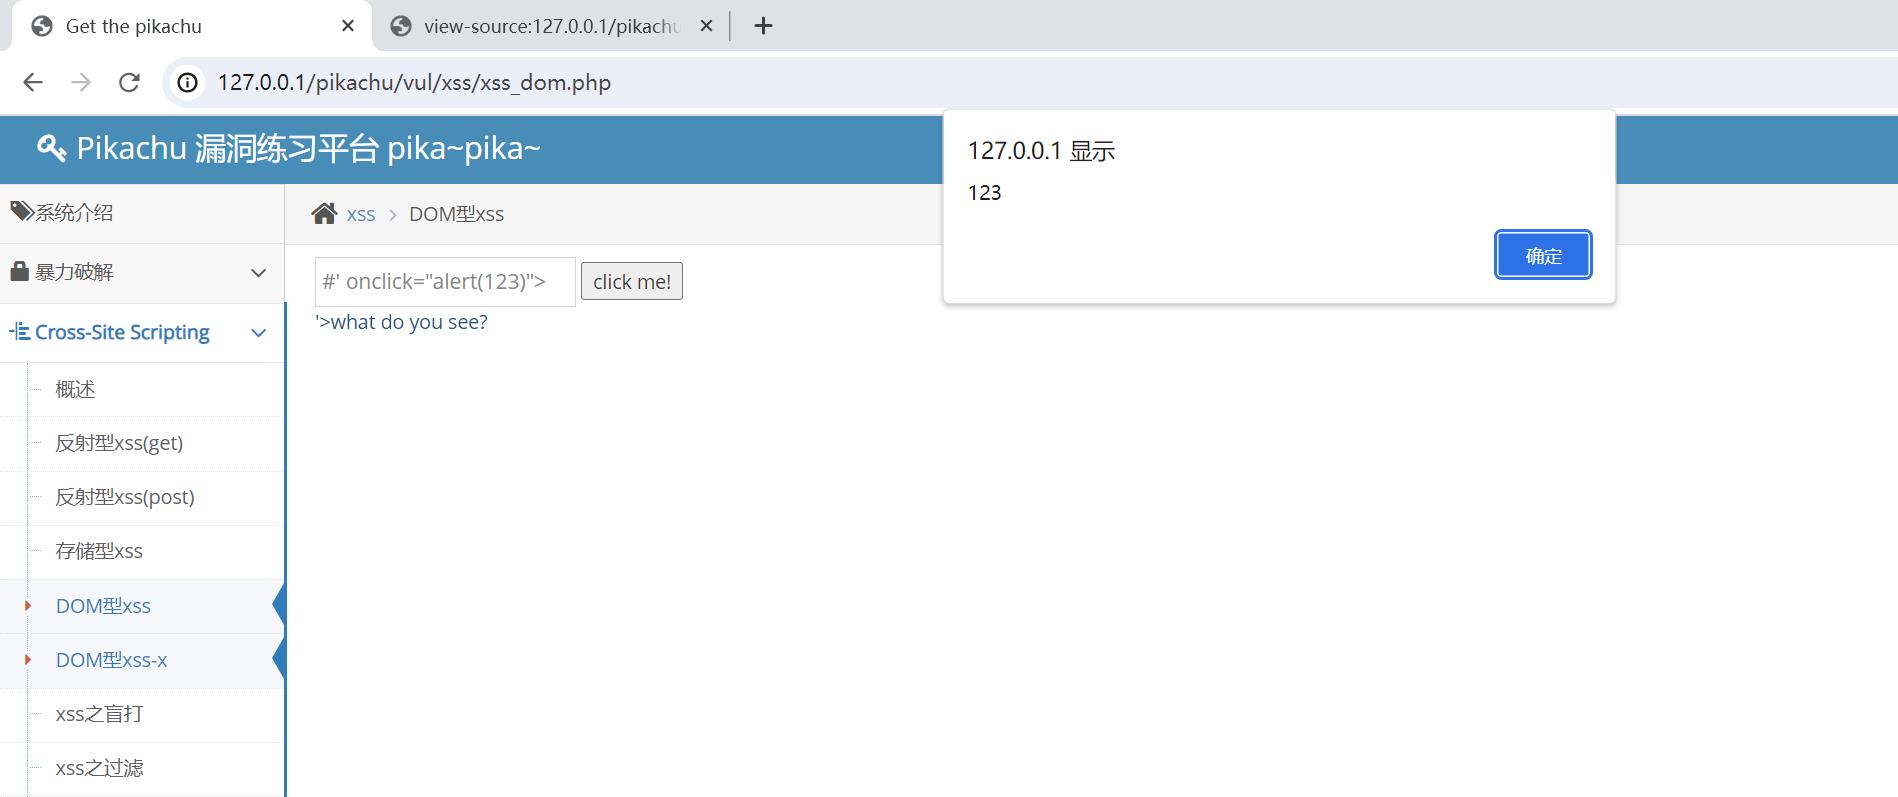 Get the pikachu
view-source:127.0.0.1/pikachu
127.0.0.1/pikachu/vul/xss/xss_dom.php
Pikachu 漏洞练习平台 pika~pika~
127.0.0.1 显示
123
确定
系统介绍
xss > DOM型xss
暴力破解
#' onclick="alert(123)">
click me!
'>what do you see?
Cross-Site Scripting
概述
反射型xss(get)
反射型xss(post)
存储型xss
DOM型xss
DOM型xss-x
xss之盲打
xss之过滤